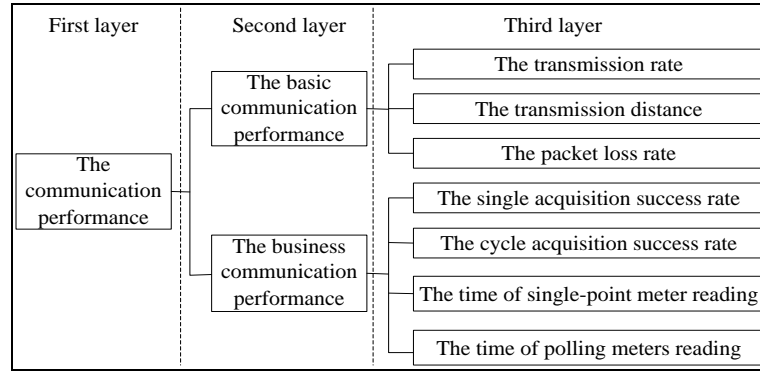 First layer
Second layer
Third layer
The
communication
performance
The basic
communication
performance
The business
communication
performance
The transmission rate
The transmission distance
The packet loss rate
The single acquisition success rate
The cycle acquisition success rate
The time of single-point meter reading
The time of polling meters reading